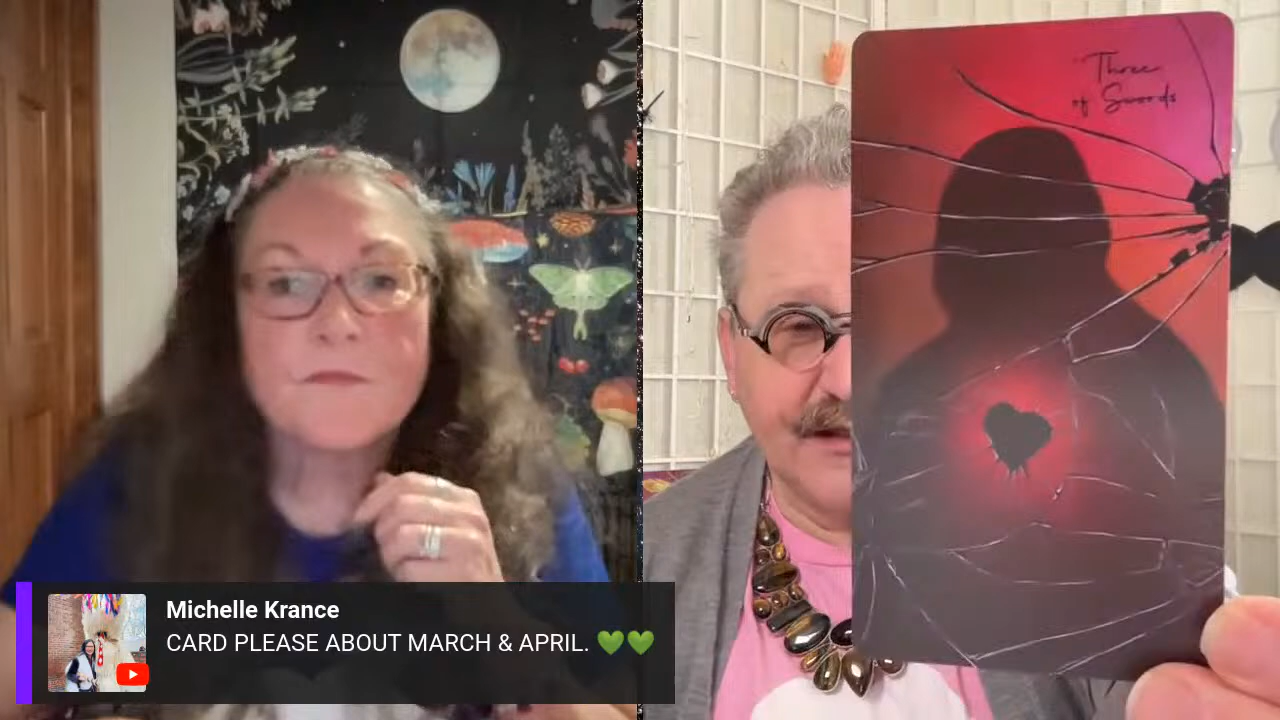 Three
of Swords
Michelle Krance
CARD PLEASE ABOUT MARCH & APRIL. 💚💚